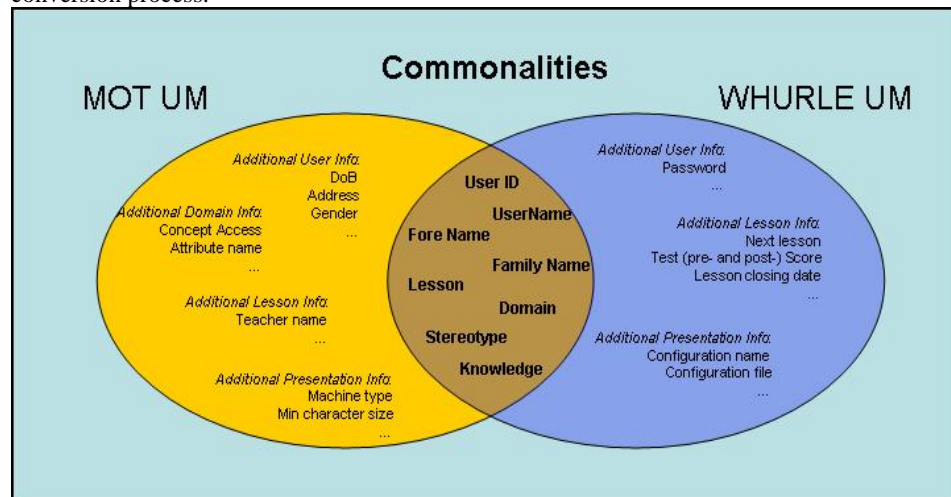 conversion process.
Commonalities
MOT UM
WHURLE UM
Additional User Info:
DoB
Address
Gender
...
Additional Domain Info:
Concept Access
Attribute name
...
Additional Lesson Info:
Teacher name
...
Additional Presentation Info:
Machine type
Min character size
...
User ID
UserName
Fore Name
Family Name
Lesson
Domain
Stereotype
Knowledge
Additional User Info:
Password
...
Additional Lesson Info:
Next lesson
Test (pre- and post-) Score
Lesson closing date
...
Additional Presentation Info:
Configuration name
Configuration file
...